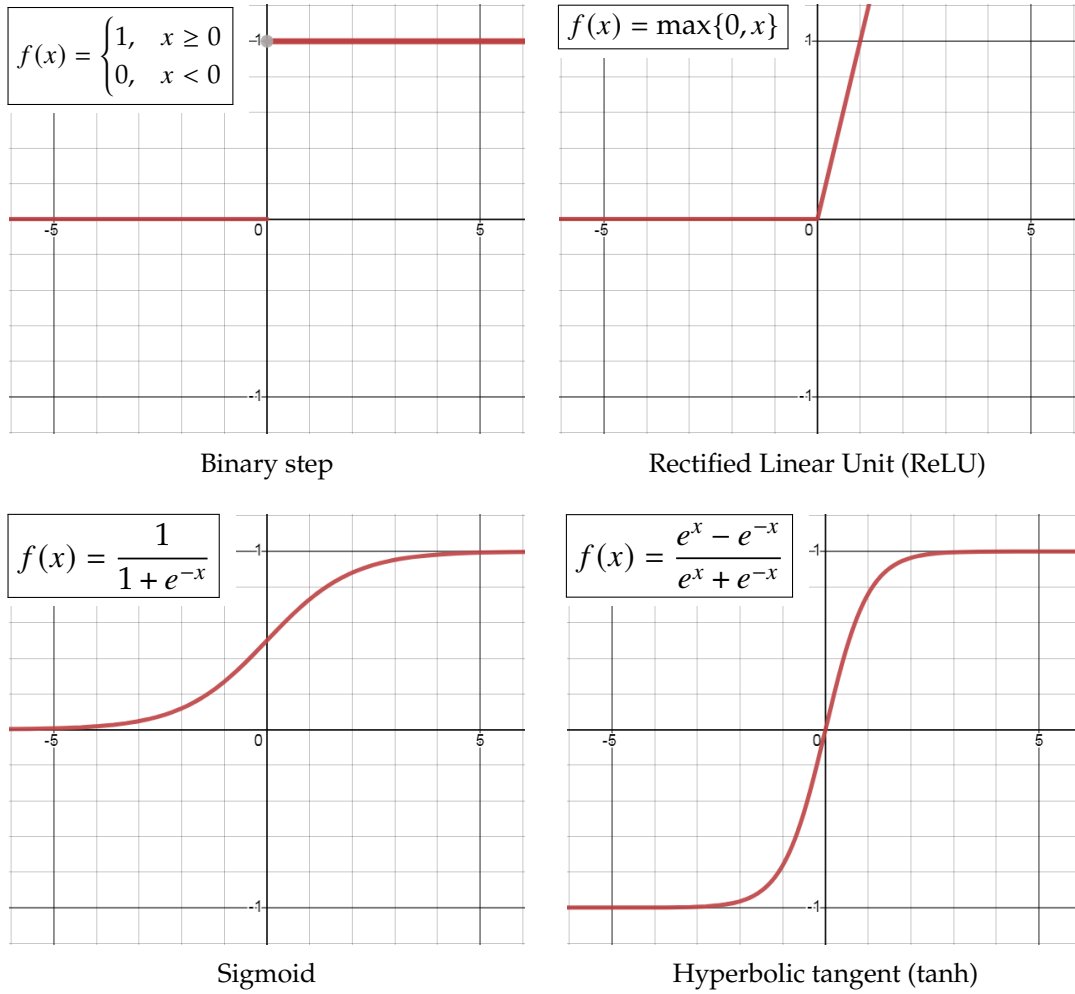 f(x) = {1, x ≥ 0
0, x < 0
1
-5
0
5
-1
Binary step
f(x) = max{0, x}
1
-5
0
5
-1
Rectified Linear Unit (ReLU)
f(x) = 1 / (1 + e^{-x})
1
-5
0
5
-1
Sigmoid
f(x) = (e^x − e^{-x}) / (e^x + e^{-x})
1
-5
0
5
-1
Hyperbolic tangent (tanh)